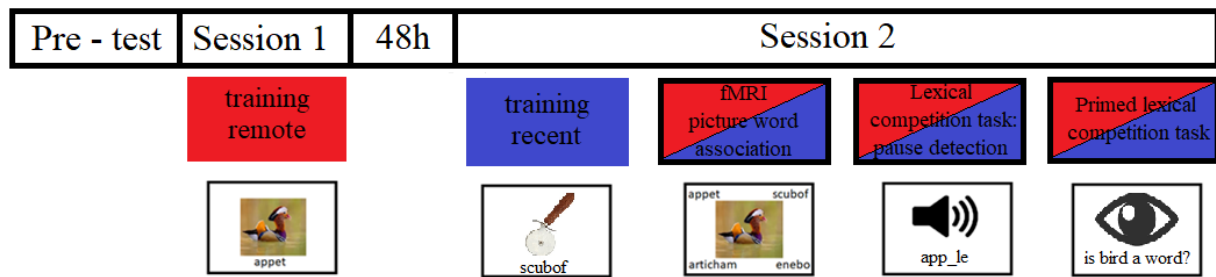 Pre - test Session 1 48h Session 2
training
remote
training
recent
fMRI
picture word
association
Lexical
competition task:
pause detection
Primed lexical
competition task
appet
scubof
appet scubof
articham enebo
app_le
is bird a word?